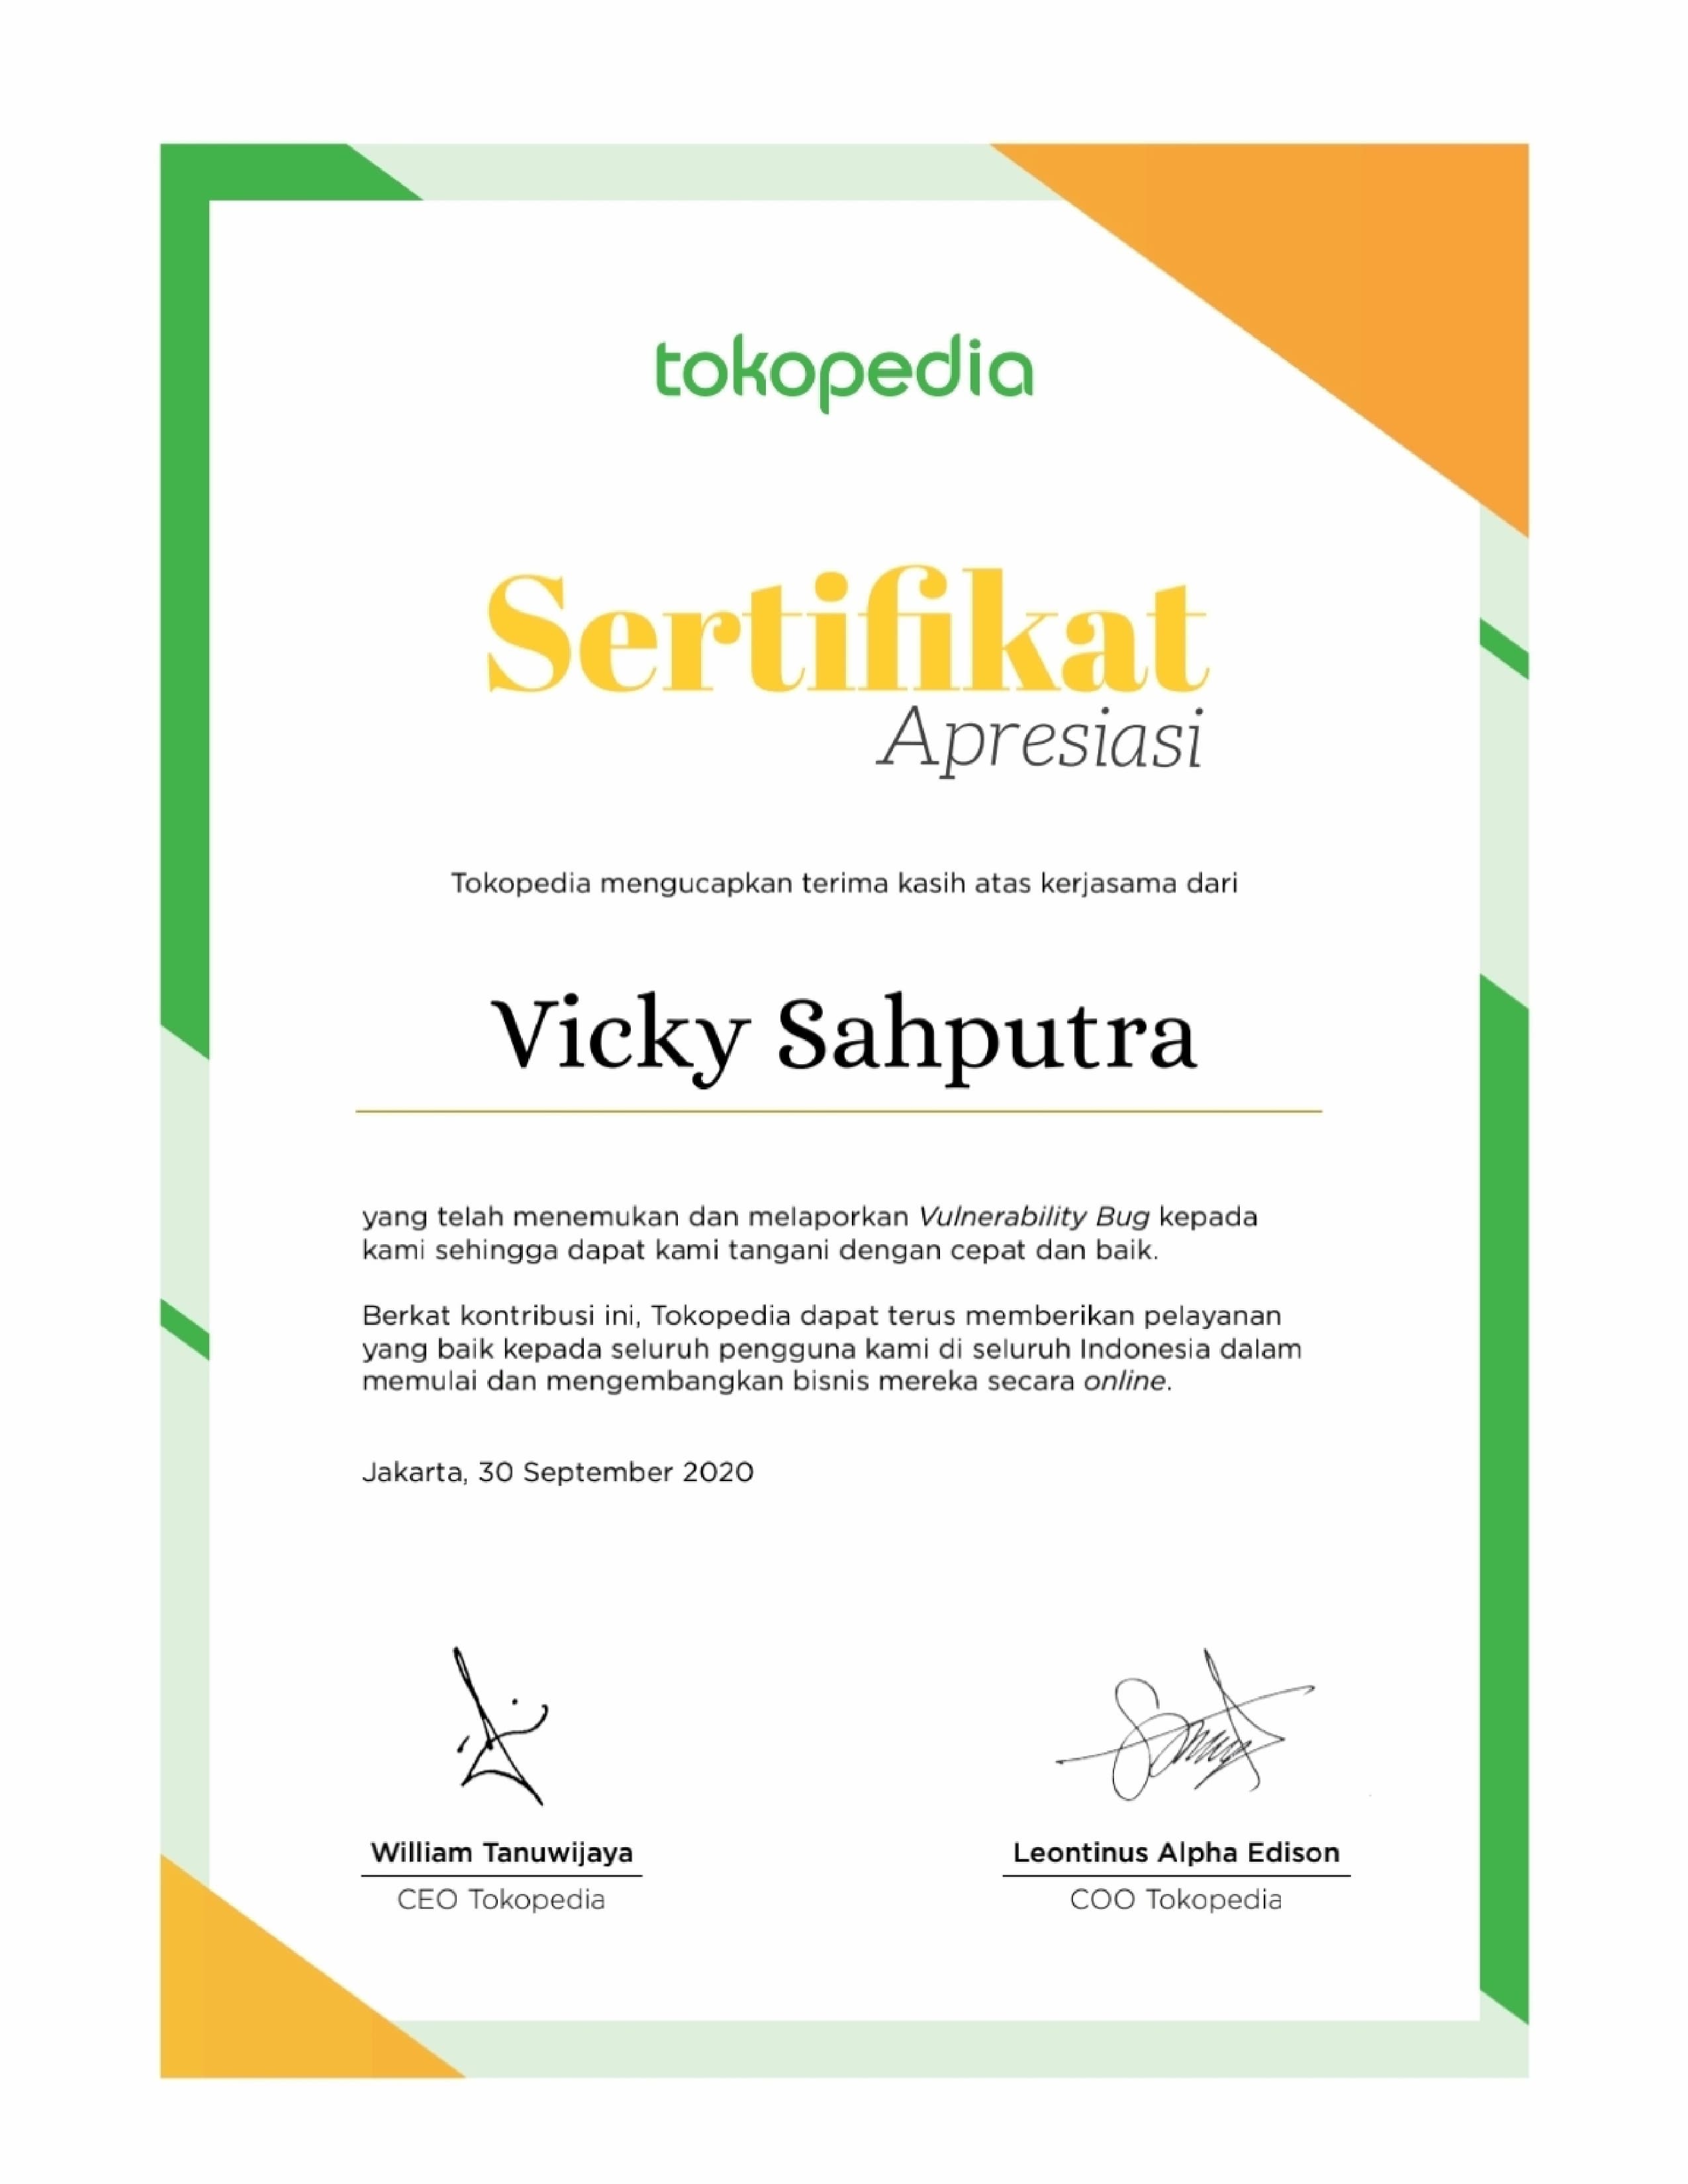 tokopedia
Sertifikat
Apresiasi
Tokopedia mengucapkan terima kasih atas kerjasama dari
Vicky Sahputra
yang telah menemukan dan melaporkan Vulnerability Bug kepada
kami sehingga dapat kami tangani dengan cepat dan baik.
Berkat kontribusi ini, Tokopedia dapat terus memberikan pelayanan
yang baik kepada seluruh pengguna kami di seluruh Indonesia dalam
memulai dan mengembangkan bisnis mereka secara online.
Jakarta, 30 September 2020
William Tanuwijaya
CEO Tokopedia
Leontinus Alpha Edison
COO Tokopedia